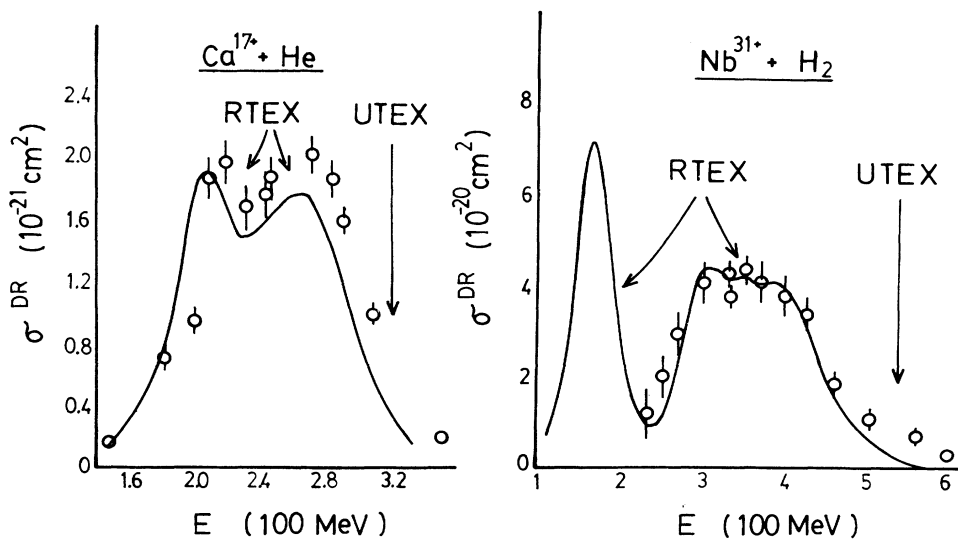 Ca17+ + He
RTEX
UTEX
2.4
2.0
1.6
1.2
0.8
0.4
0
σDR (10-21 cm2)
1.6
2.0
2.4
2.8
3.2
E (100 MeV)
Nb31+ + H2
RTEX
UTEX
8
6
4
2
0
σDR (10-20 cm2)
1
2
3
4
5
6
E (100 MeV)